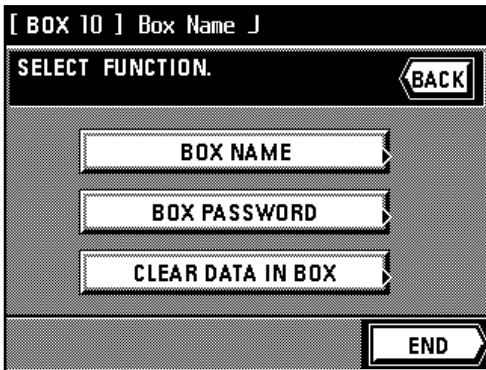 [ BOX 10 ] Box Name J
SELECT FUNCTION.
BACK
BOX NAME
BOX PASSWORD
CLEAR DATA IN BOX
END